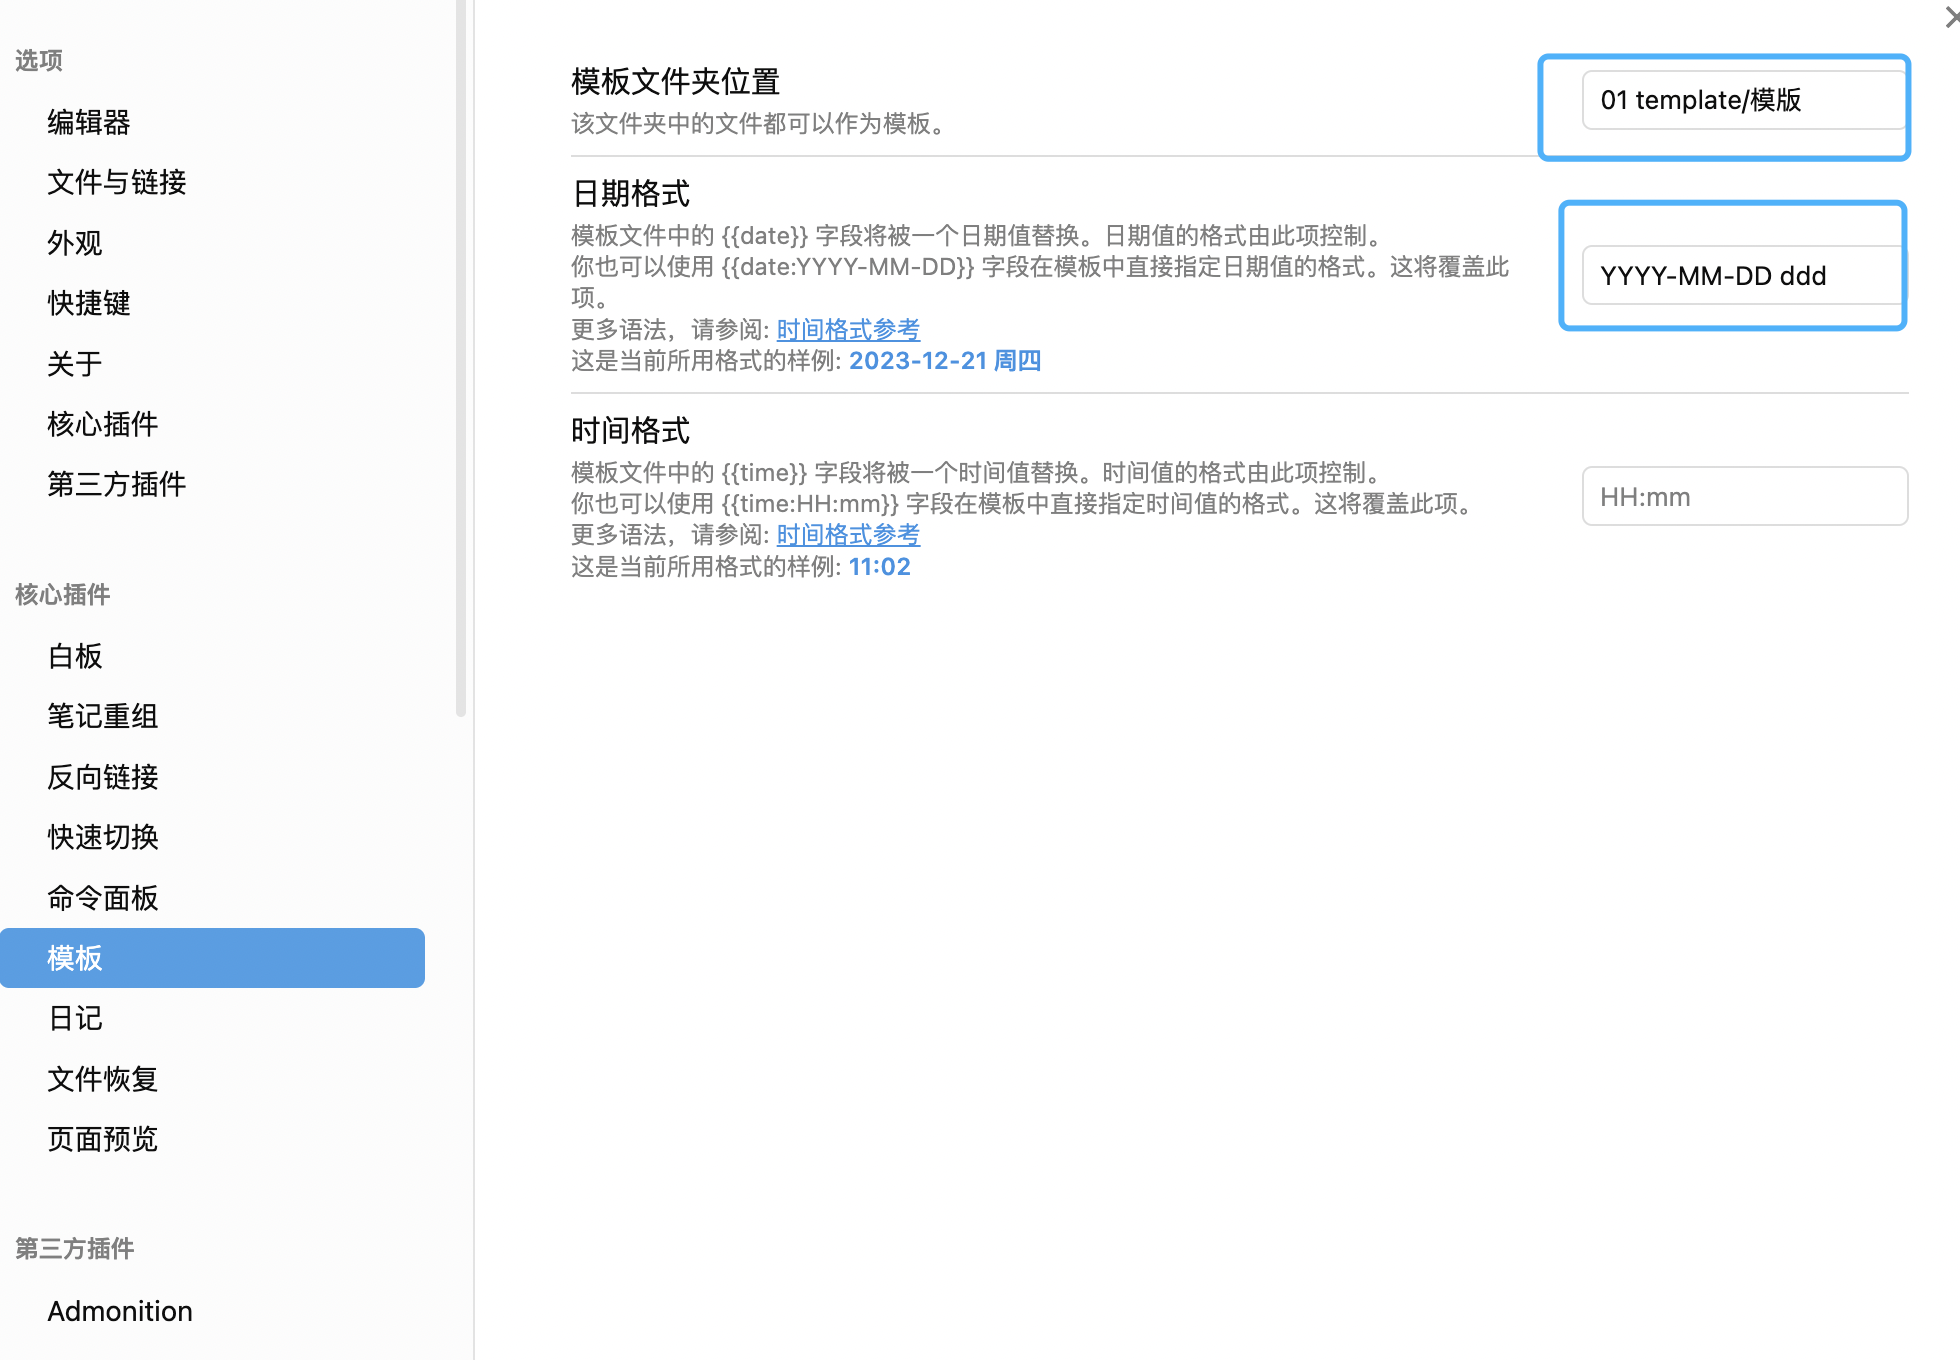 选项
编辑器
文件与链接
外观
快捷键
关于
核心插件
第三方插件
核心插件
白板
笔记重组
反向链接
快速切换
命令面板
模板
日记
文件恢复
页面预览
第三方插件
Admonition
模板文件夹位置
该文件夹中的文件都可以作为模板。
01 template/模版
日期格式
模板文件中的 {{date}} 字段将被一个日期值替换。日期值的格式由此项控制。
你也可以使用 {{date:YYYY-MM-DD}} 字段在模板中直接指定日期值的格式。这将覆盖此
项。
更多语法，请参阅: 时间格式参考
这是当前所用格式的样例: 2023-12-21 周四
YYYY-MM-DD ddd
时间格式
模板文件中的 {{time}} 字段将被一个时间值替换。时间值的格式由此项控制。
你也可以使用 {{time:HH:mm}} 字段在模板中直接指定时间值的格式。这将覆盖此项。
更多语法，请参阅: 时间格式参考
这是当前所用格式的样例: 11:02
HH:mm